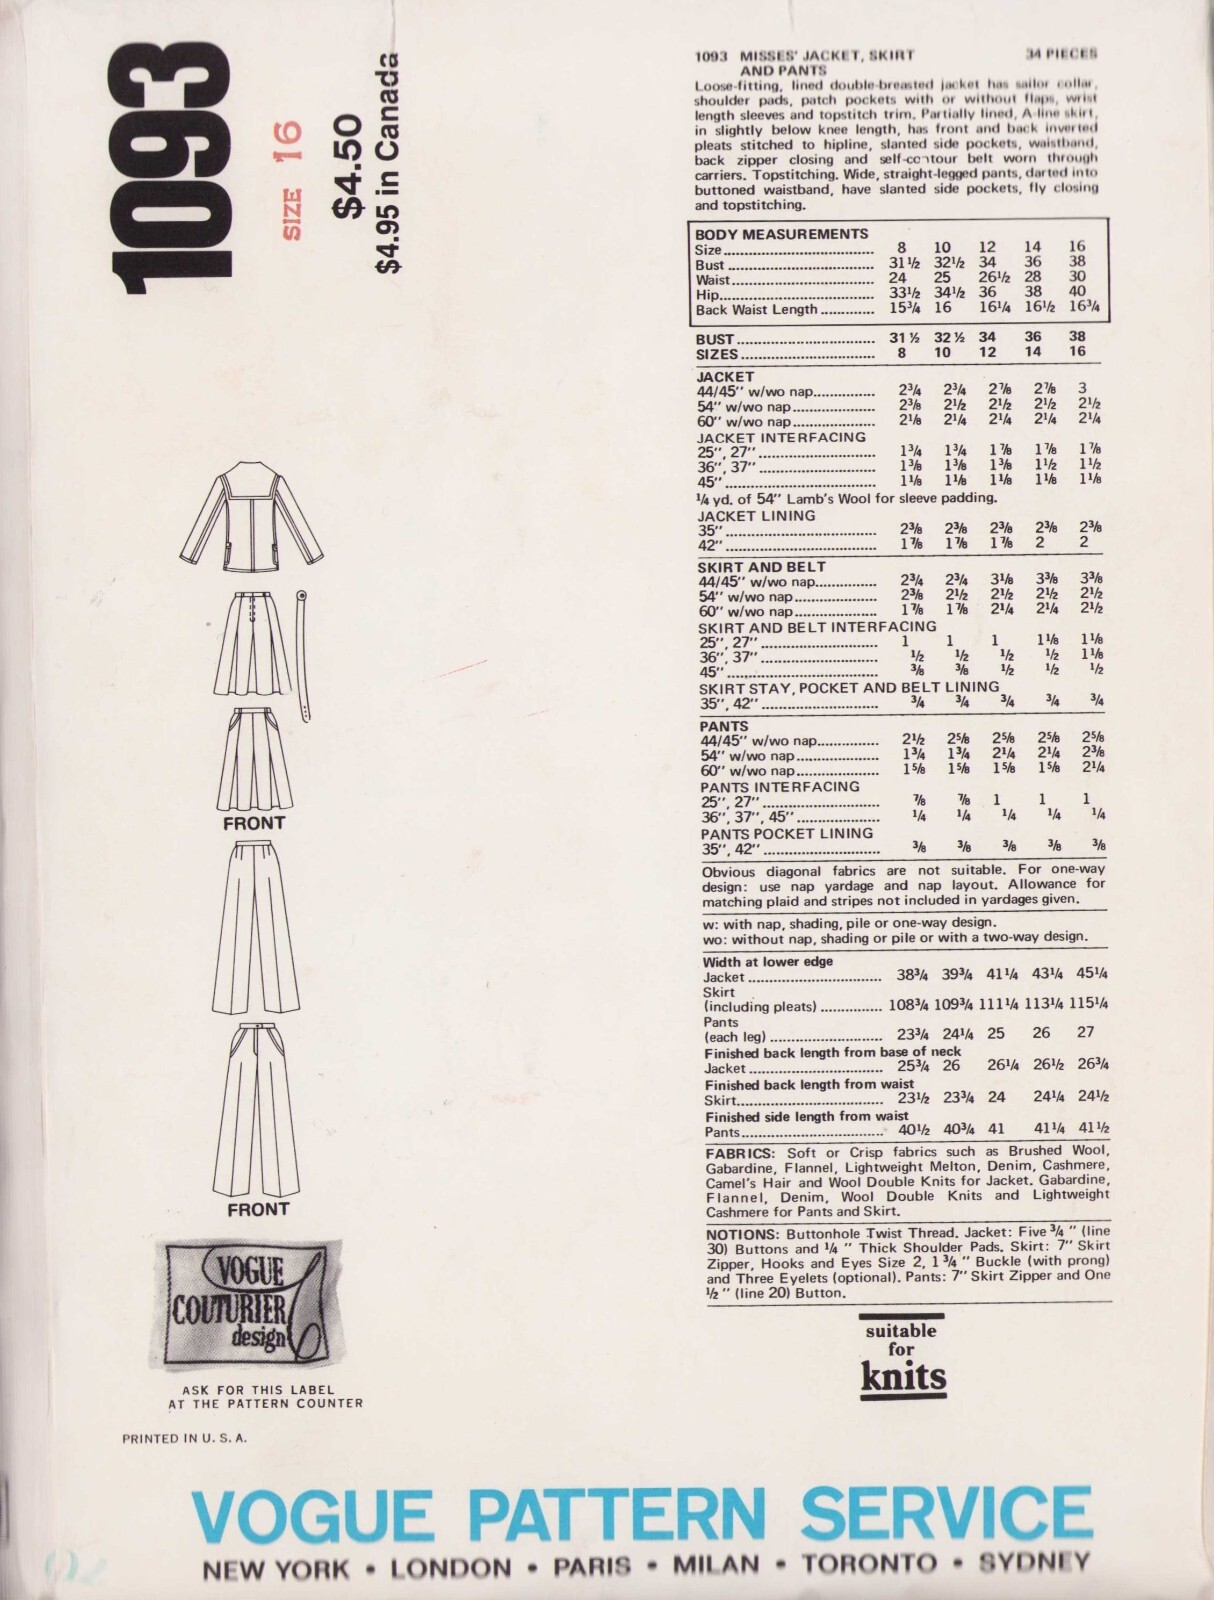 1093
SIZE 16
$4.50
$4.95 in Canada
1093 MISSES' JACKET, SKIRT 34 PIECES
AND PANTS
Loose-fitting, lined double-breasted jacket has sailor collar,
shoulder pads, patch pockets with or without flaps, wrist
length sleeves and topstitch trim. Partially lined, A-line skirt,
in slightly below knee length, has front and back inverted
pleats stitched to hipline, slanted side pockets, waistband,
back zipper closing and self-contour belt worn through
carriers. Topstitching. Wide, straight-legged pants, darted into
buttoned waistband, have slanted side pockets, fly closing
and topstitching.
BODY MEASUREMENTS
Size 8 10 12 14 16
Bust 31½ 32½ 34 36 38
Waist 24 25 26½ 28 30
Hip 33½ 34½ 36 38 40
Back Waist Length 15¾ 16 16¼ 16½ 16¾
BUST 31½ 32½ 34 36 38
SIZES 8 10 12 14 16
JACKET
44/45" w/wo nap 2¾ 2¾ 2⅞ 2⅞ 3
54" w/wo nap 2⅜ 2½ 2½ 2½ 2½
60" w/wo nap 2⅛ 2¼ 2¼ 2¼ 2¼
JACKET INTERFACING
25", 27" 1¾ 1¾ 1⅞ 1⅞ 1⅞
36", 37" 1⅜ 1⅜ 1⅜ 1½ 1½
45" 1⅛ 1⅛ 1⅛ 1⅛ 1⅛
¼ yd. of 54" Lamb's Wool for sleeve padding.
JACKET LINING
35" 2⅜ 2⅜ 2⅜ 2⅜ 2⅜
42" 1⅞ 1⅞ 1⅞ 2 2
SKIRT AND BELT
44/45" w/wo nap 2¾ 2¾ 3⅛ 3⅜ 3⅜
54" w/wo nap 2⅜ 2½ 2½ 2½ 2½
60" w/wo nap 1⅞ 1⅞ 2¼ 2¼ 2½
SKIRT AND BELT INTERFACING
25", 27" 1 1 1 1⅛ 1⅛
36", 37" ½ ½ ½ ½ 1⅛
45" ⅜ ⅜ ½ ½ ½
SKIRT STAY, POCKET AND BELT LINING
35", 42" ¾ ¾ ¾ ¾ ¾
PANTS
44/45" w/wo nap 2½ 2⅝ 2⅝ 2⅝ 2⅝
54" w/wo nap 1¾ 1¾ 2¼ 2¼ 2⅜
60" w/wo nap 1⅝ 1⅝ 1⅝ 1⅝ 2¼
PANTS INTERFACING
25", 27" ⅞ ⅞ 1 1 1
36", 37", 45" ¼ ¼ ¼ ¼ ¼
PANTS POCKET LINING
35", 42" ⅜ ⅜ ⅜ ⅜ ⅜
Obvious diagonal fabrics are not suitable. For one-way
design: use nap yardage and nap layout. Allowance for
matching plaid and stripes not included in yardages given.
w: with nap, shading, pile or one-way design.
wo: without nap, shading or pile or with a two-way design.
Width at lower edge
Jacket 38¾ 39¾ 41¼ 43¼ 45¼
Skirt
(including pleats) 108¾ 109¾ 111¼ 113¼ 115¼
Pants
(each leg) 23¾ 24¼ 25 26 27
Finished back length from base of neck
Jacket 25¾ 26 26¼ 26½ 26¾
Finished back length from waist
Skirt 23½ 23¾ 24 24¼ 24½
Finished side length from waist
Pants 40½ 40¾ 41 41¼ 41½
FABRICS: Soft or Crisp fabrics such as Brushed Wool,
Gabardine, Flannel, Lightweight Melton, Denim, Cashmere,
Camel's Hair and Wool Double Knits for Jacket. Gabardine,
Flannel, Denim, Wool Double Knits and Lightweight
Cashmere for Pants and Skirt.
NOTIONS: Buttonhole Twist Thread. Jacket: Five ¾" (line
30) Buttons and ¼" Thick Shoulder Pads. Skirt: 7" Skirt
Zipper, Hooks and Eyes Size 2, 1¾" Buckle (with prong)
and Three Eyelets (optional). Pants: 7" Skirt Zipper and One
½" (line 20) Button.
suitable
for
knits
FRONT
FRONT
VOGUE
COUTURIER
design
ASK FOR THIS LABEL
AT THE PATTERN COUNTER
PRINTED IN U. S. A.
VOGUE PATTERN SERVICE
NEW YORK • LONDON • PARIS • MILAN • TORONTO • SYDNEY